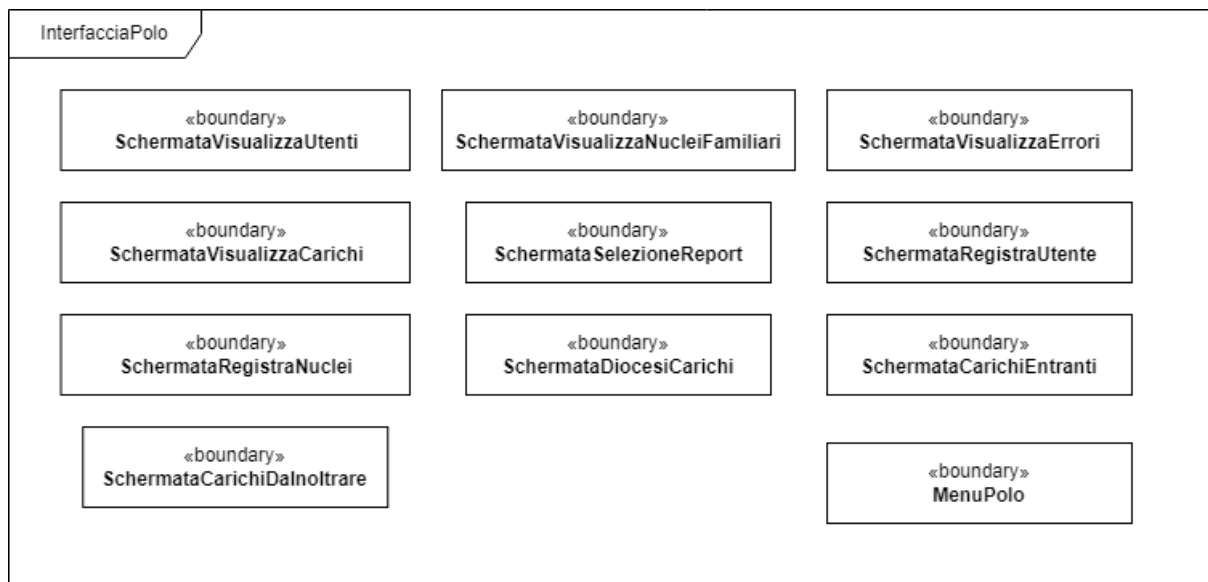 InterfacciaPolo
«boundary»
SchermataVisualizzaUtenti
«boundary»
SchermataVisualizzaNucleiFamiliari
«boundary»
SchermataVisualizzaErrori
«boundary»
SchermataVisualizzaCarichi
«boundary»
SchermataSelezioneReport
«boundary»
SchermataRegistraUtente
«boundary»
SchermataRegistraNuclei
«boundary»
SchermataDiocesiCarichi
«boundary»
SchermataCarichiEntranti
«boundary»
SchermataCarichiDaInoltrare
«boundary»
MenuPolo